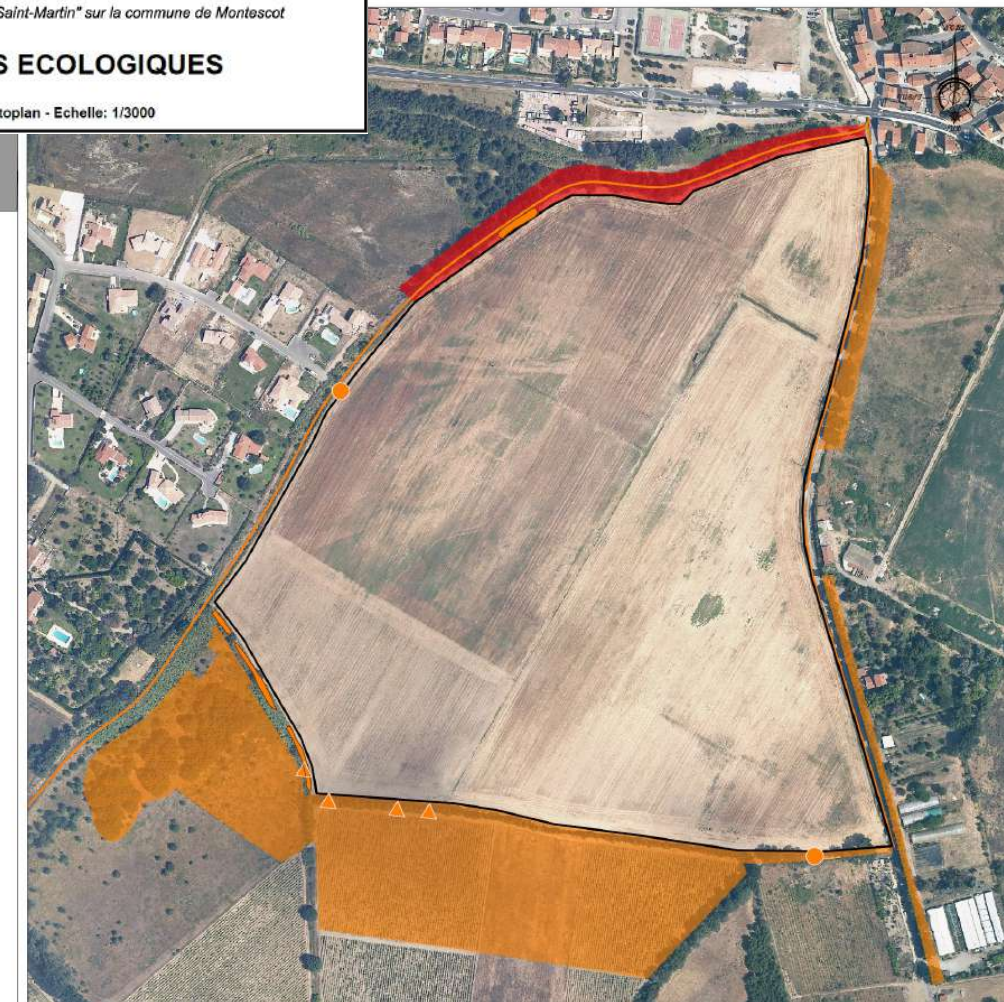 Saint-Martin" sur la commune de Montescot
S ECOLOGIQUES
toplan - Echelle: 1/3000